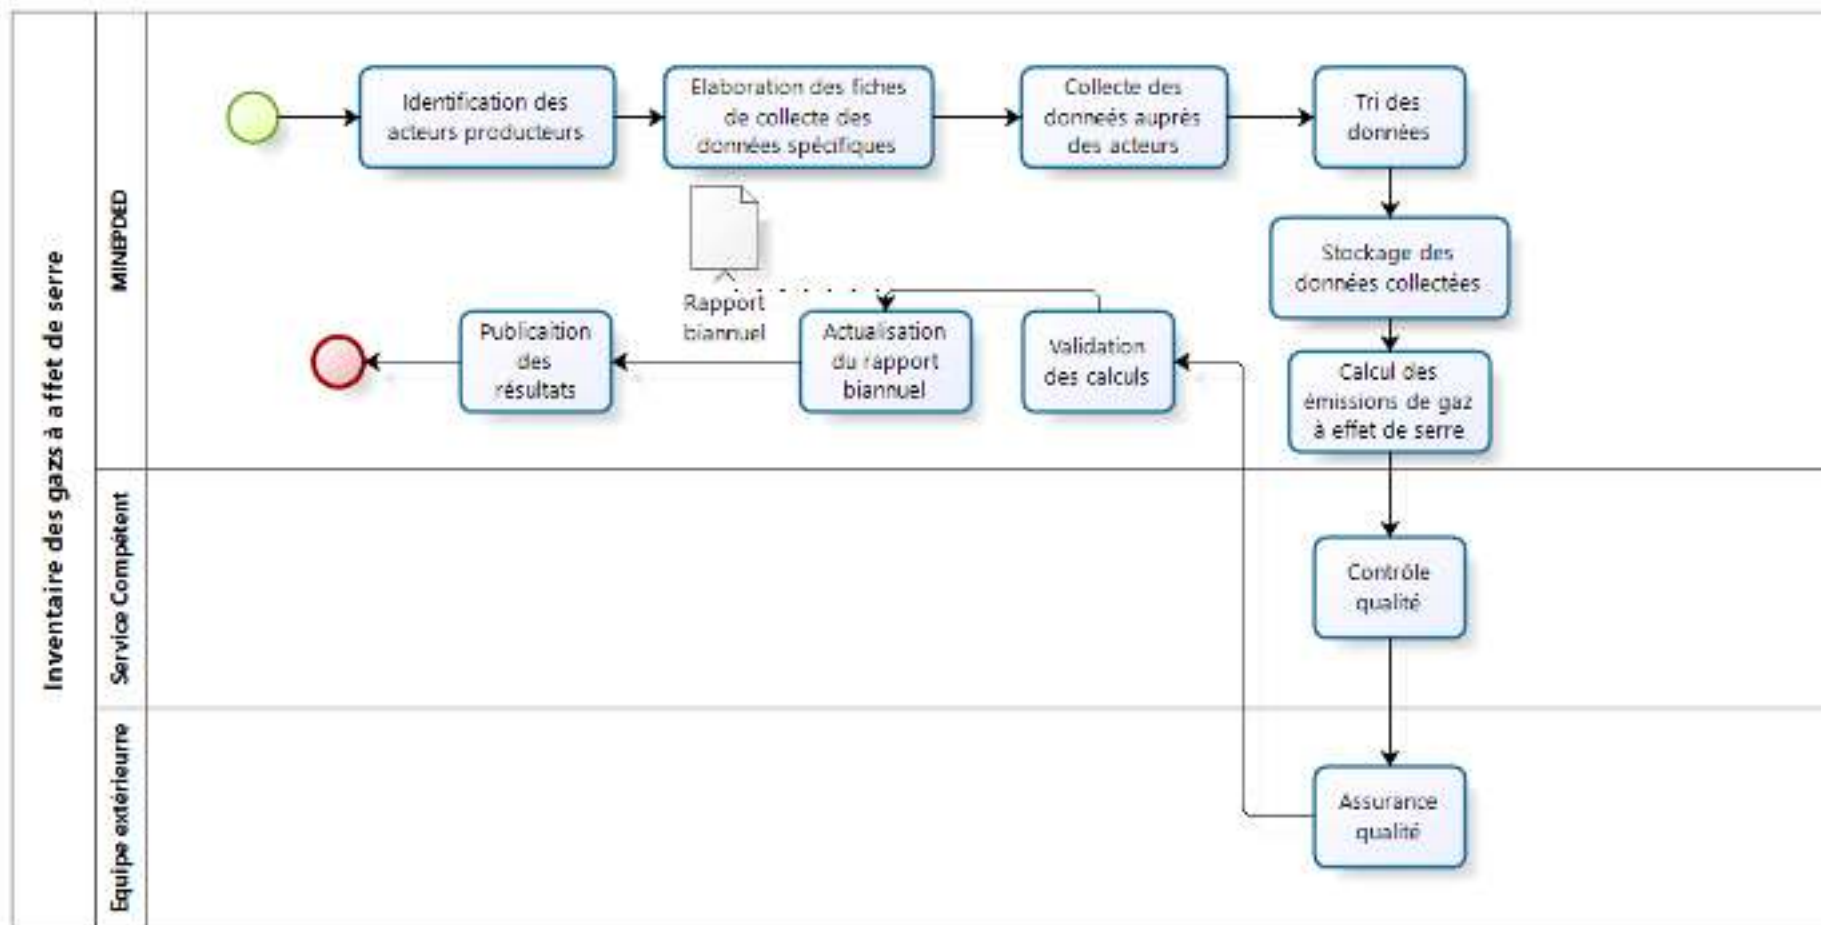 Inventaire des gazs à affet de serre
MINEPDED
Identification des
acteurs producteurs
Elaboration des fiches
de collecte des
données spécifiques
Collecte des
donneés auprès
des acteurs
Tri des
données
Stockage des
données collectées
Calcul des
émissions de gaz
à effet de serre
Rapport
biannuel
Publicaition
des
résultats
Actualisation
du rapport
biannuel
Validation
des calculs
Service Compétent
Contrôle
qualité
Equipe extérieurre
Assurance
qualité